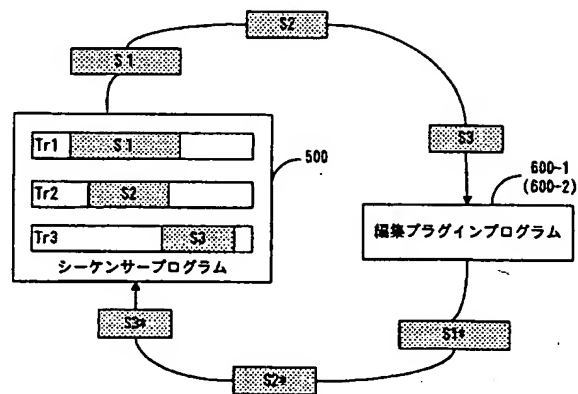 S2
S1
S3
500
600-1
(600-2)
Tr1
S1
Tr2
S2
Tr3
S3
シーケンサープログラム
編集プラグインプログラム
S3*
S1*
S2*